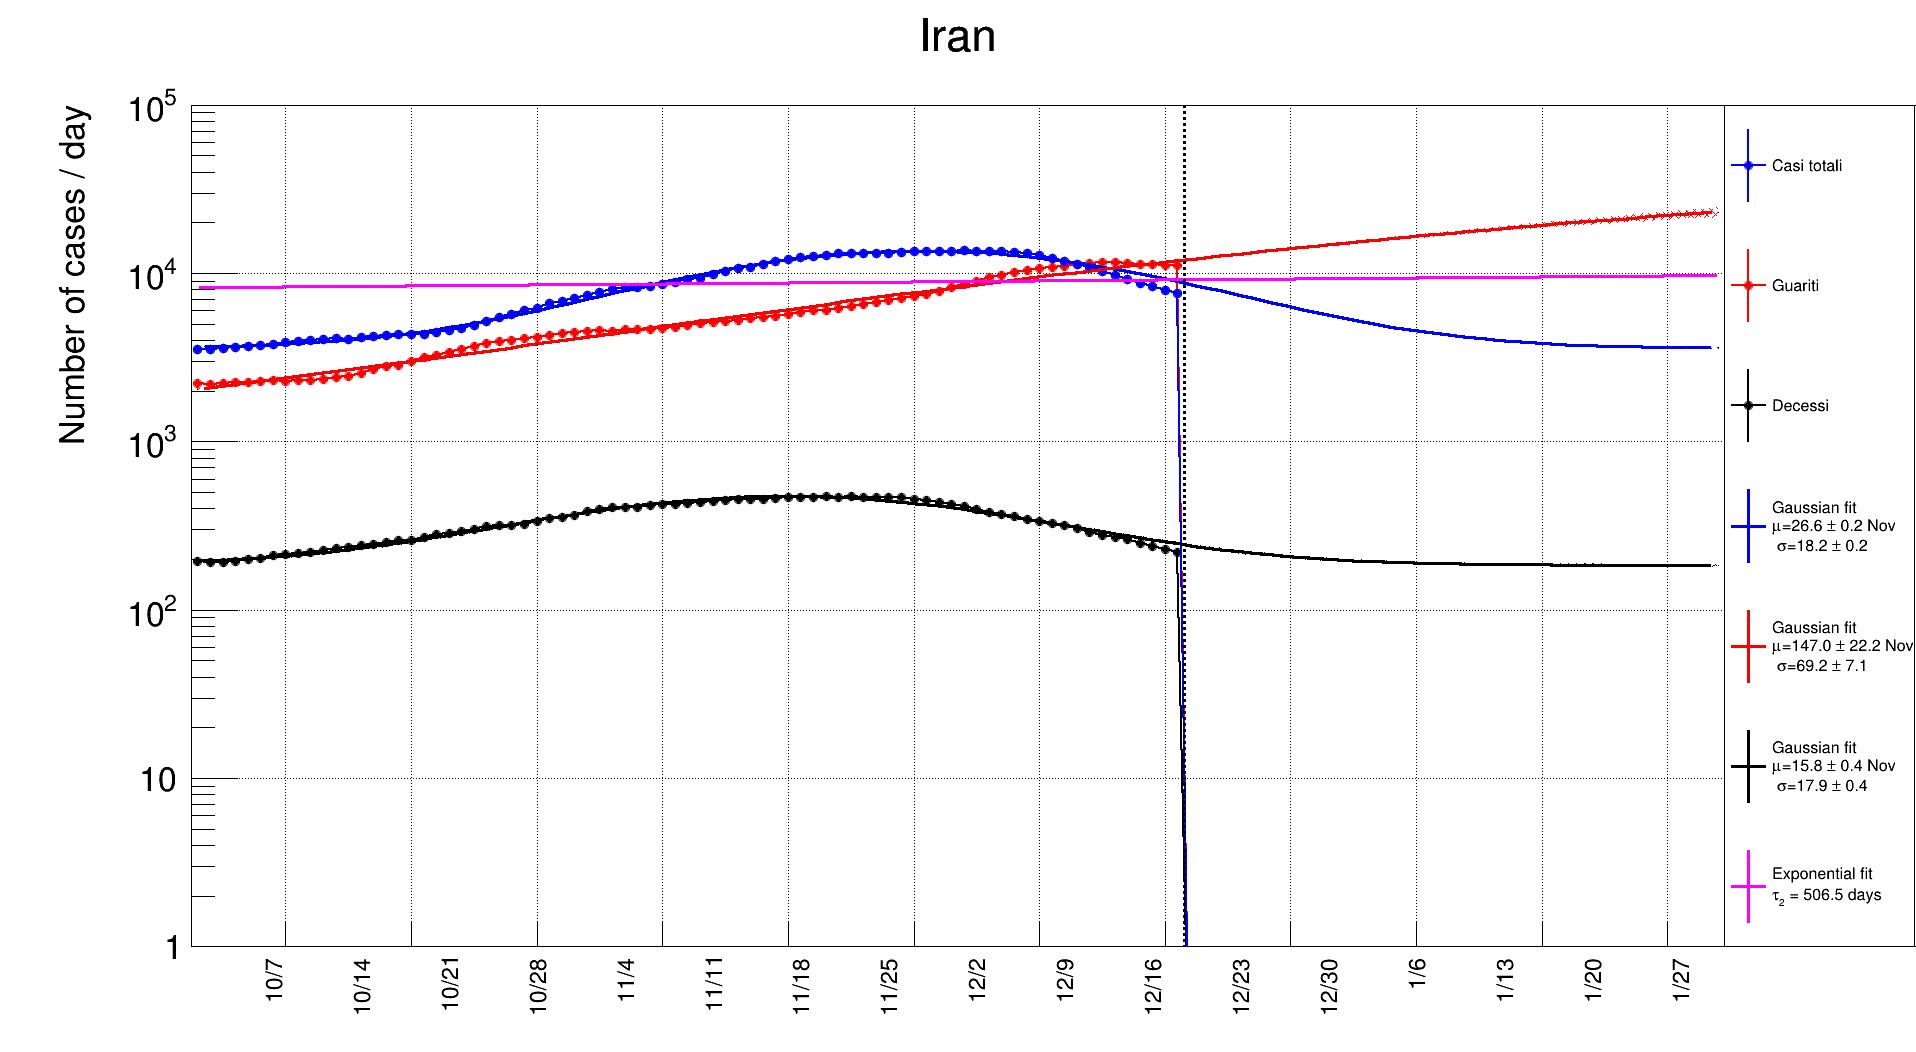 Iran
Number of cases / day
10^5
10^4
10^3
10^2
10
1
10/7
10/14
10/21
10/28
11/4
11/11
11/18
11/25
12/2
12/9
12/16
12/23
12/30
1/6
1/13
1/20
1/27
Casi totali
Guariti
Decessi
Gaussian fit
μ=26.6 ± 0.2 Nov
σ=18.2 ± 0.2
Gaussian fit
μ=147.0 ± 22.2 Nov
σ=69.2 ± 7.1
Gaussian fit
μ=15.8 ± 0.4 Nov
σ=17.9 ± 0.4
Exponential fit
τ_2 = 506.5 days